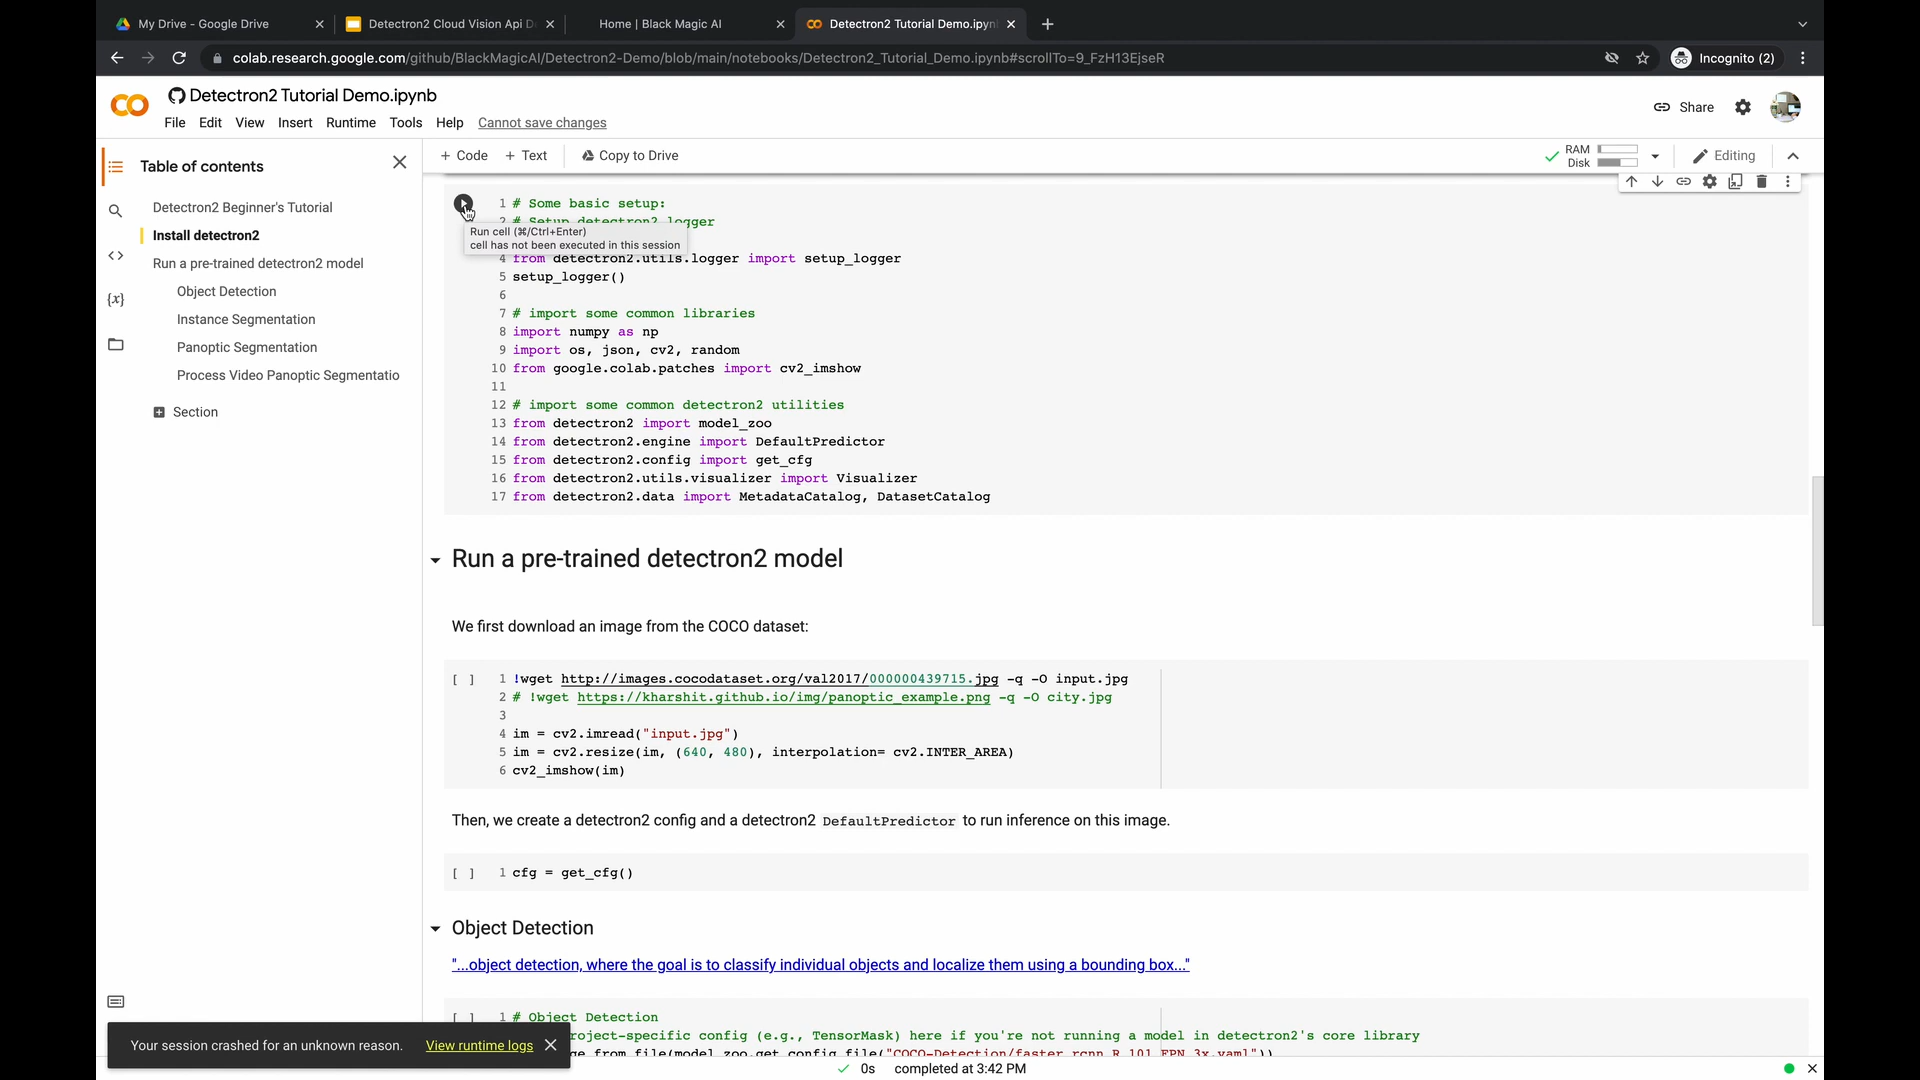 My Drive - Google Drive
Detectron2 Cloud Vision Api D
Home | Black Magic AI
Detectron2 Tutorial Demo.ipyn
colab.research.google.com/github/BlackMagicAI/Detectron2-Demo/blob/main/notebooks/Detectron2_Tutorial_Demo.ipynb#scrollTo=9_FzH13EjseR
Incognito (2)
Detectron2 Tutorial Demo.ipynb
File Edit View Insert Runtime Tools Help Cannot save changes
Share
Table of contents
Detectron2 Beginner's Tutorial
Install detectron2
Run a pre-trained detectron2 model
Object Detection
Instance Segmentation
Panoptic Segmentation
Process Video Panoptic Segmentatio
Section
{x}
+ Code + Text Copy to Drive
RAM
Disk
Editing
1 # Some basic setup:
2 # Setup detectron2 logger
Run cell (⌘/Ctrl+Enter)
cell has not been executed in this session
4 from detectron2.utils.logger import setup_logger
5 setup_logger()
6
7 # import some common libraries
8 import numpy as np
9 import os, json, cv2, random
10 from google.colab.patches import cv2_imshow
11
12 # import some common detectron2 utilities
13 from detectron2 import model_zoo
14 from detectron2.engine import DefaultPredictor
15 from detectron2.config import get_cfg
16 from detectron2.utils.visualizer import Visualizer
17 from detectron2.data import MetadataCatalog, DatasetCatalog
Run a pre-trained detectron2 model
We first download an image from the COCO dataset:
[ ] 1 !wget http://images.cocodataset.org/val2017/000000439715.jpg -q -O input.jpg
2 # !wget https://kharshit.github.io/img/panoptic_example.png -q -O city.jpg
3
4 im = cv2.imread("input.jpg")
5 im = cv2.resize(im, (640, 480), interpolation= cv2.INTER_AREA)
6 cv2_imshow(im)
Then, we create a detectron2 config and a detectron2 DefaultPredictor to run inference on this image.
[ ] 1 cfg = get_cfg()
Object Detection
"...object detection, where the goal is to classify individual objects and localize them using a bounding box..."
[ ] 1 # Object Detection
roject-specific config (e.g., TensorMask) here if you're not running a model in detectron2's core library
ge_from_file(model_zoo.get_config_file("COCO-Detection/faster_rcnn_R_101_FPN_3x.yaml"))
Your session crashed for an unknown reason. View runtime logs
0s completed at 3:42 PM